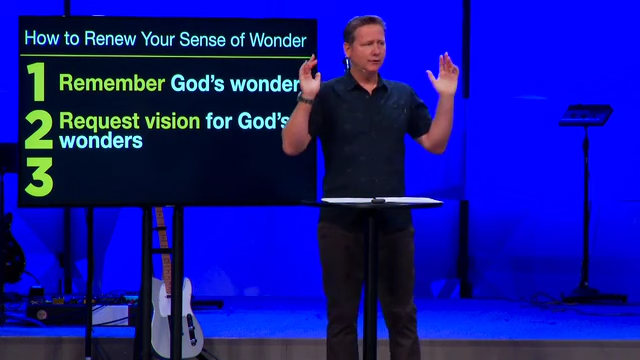 How to Renew Your Sense of Wonder
1 Remember God's wonder
2 Request vision for God's
wonders
3